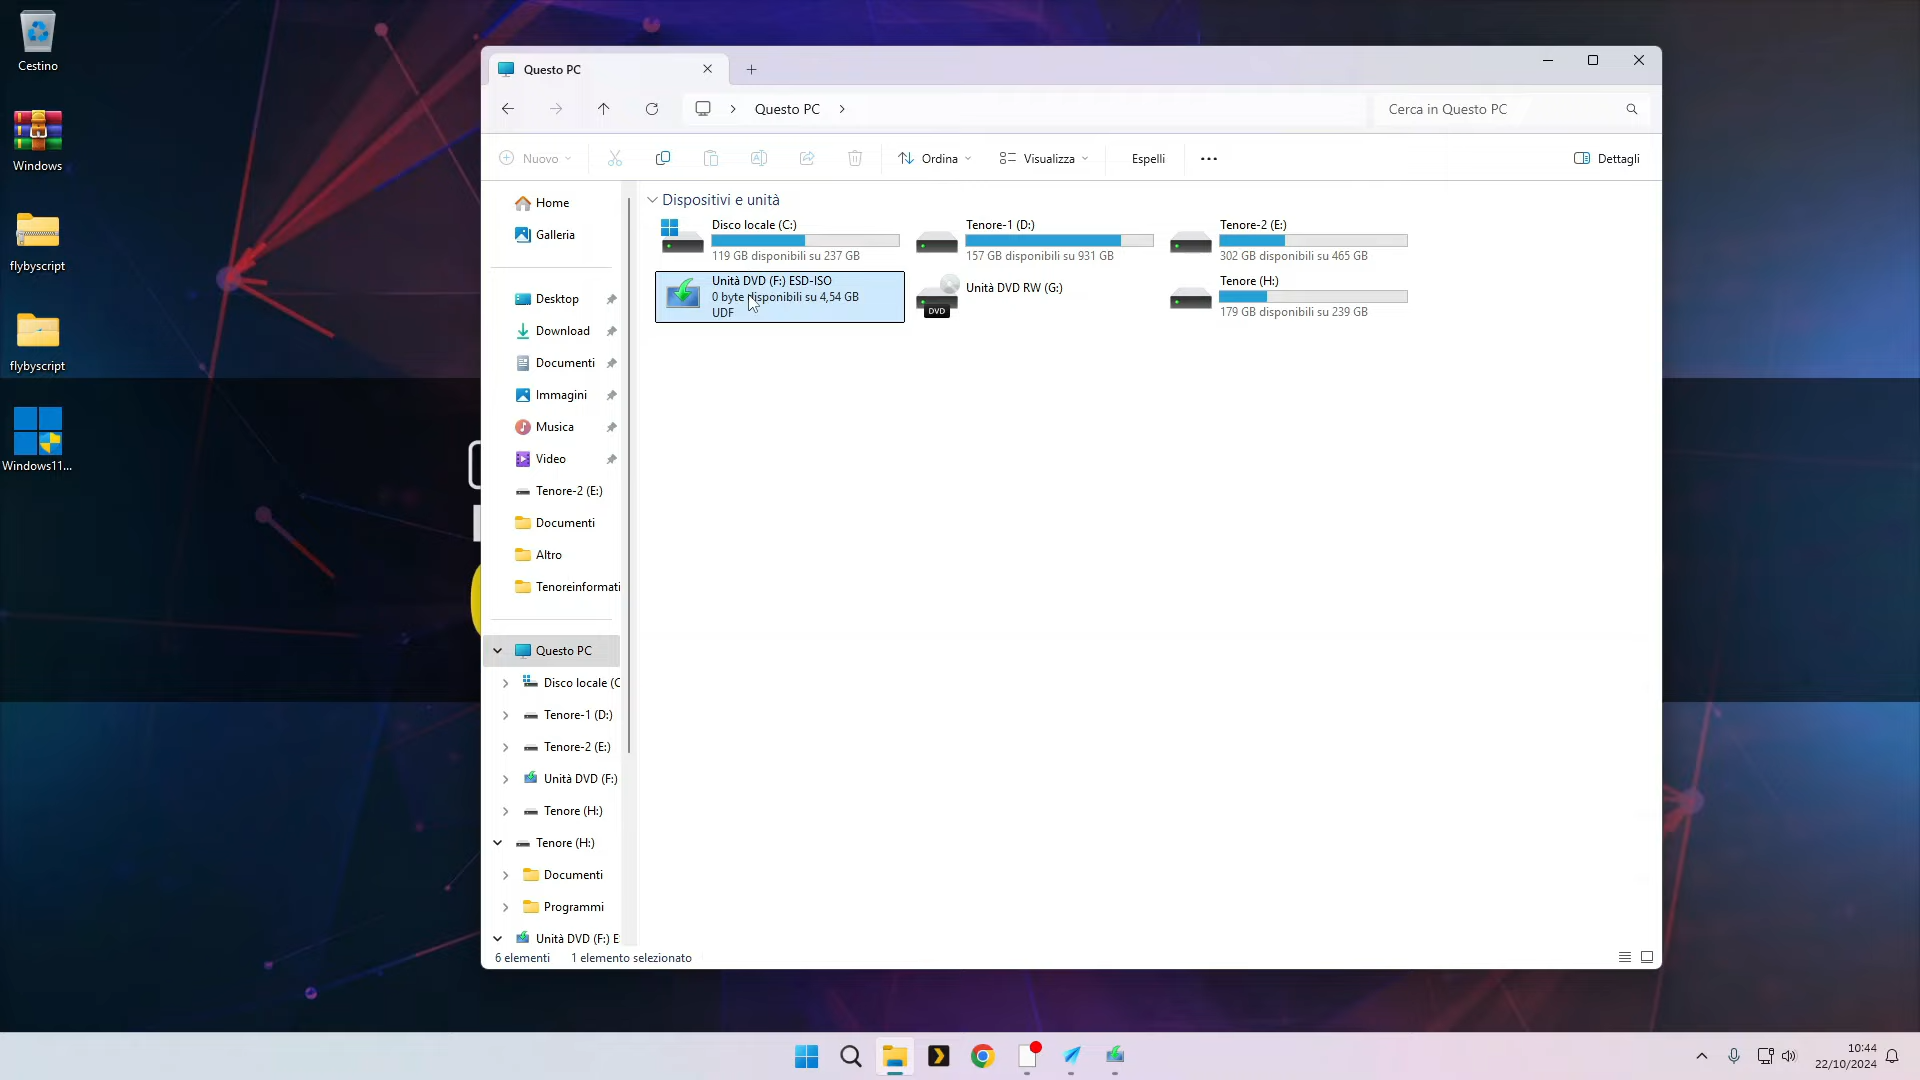 Cestino
Windows
flybyscript
flybyscript
Windows11...
Questo PC
Questo PC
Cerca in Questo PC
Nuovo
Ordina
Visualizza
Espelli
Dettagli
Home
Galleria
Desktop
Download
Documenti
Immagini
Musica
Video
Tenore-2 (E:)
Documenti
Altro
Tenoreinformati
Questo PC
Disco locale (C
Tenore-1 (D:)
Tenore-2 (E:)
Unità DVD (F:)
Tenore (H:)
Tenore (H:)
Documenti
Programmi
Unità DVD (F:) E
Dispositivi e unità
Disco locale (C:)
119 GB disponibili su 237 GB
Tenore-1 (D:)
157 GB disponibili su 931 GB
Tenore-2 (E:)
302 GB disponibili su 465 GB
Unità DVD (F:) ESD-ISO
0 byte disponibili su 4,54 GB
UDF
Unità DVD RW (G:)
DVD
Tenore (H:)
179 GB disponibili su 239 GB
6 elementi
1 elemento selezionato
10:44
22/10/2024